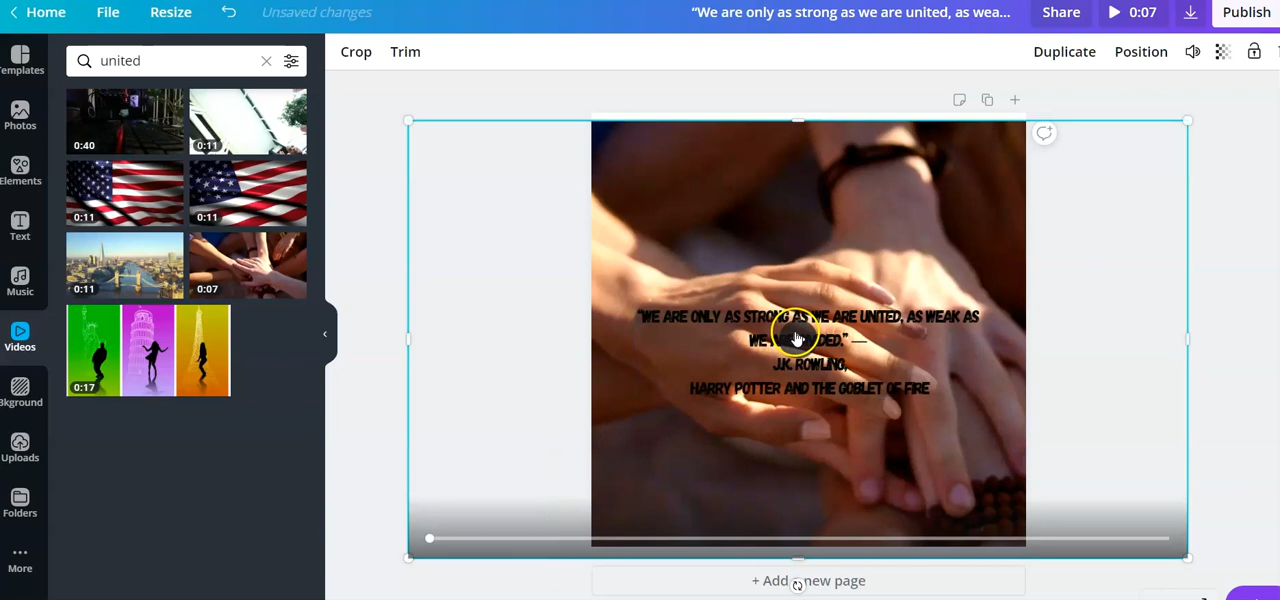 Home File Resize Unsaved changes “We are only as strong as we are united, as wea... Share 0:07 Publish
Templates
Photos
Elements
Text
Music
Videos
Bkground
Uploads
Folders
More
united
0:40 0:11
0:11 0:11
0:11 0:07
0:17
Crop Trim Duplicate Position
“WE ARE ONLY AS STRONG AS WE ARE UNITED, AS WEAK AS
WE
DED.” —
J.K. ROWLING,
HARRY POTTER AND THE GOBLET OF FIRE
+ Add new page